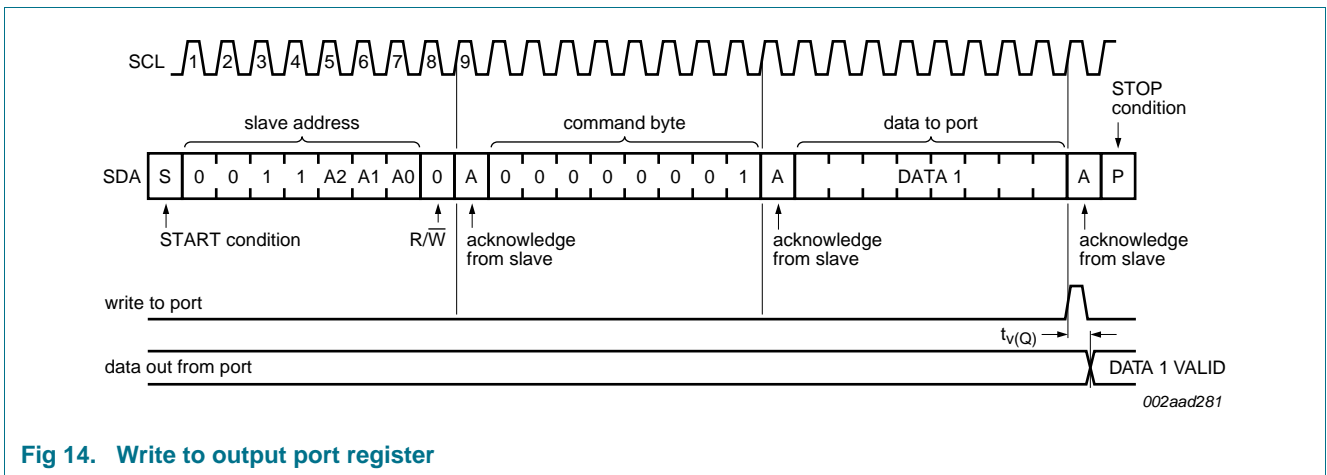 SCL 1 2 3 4 5 6 7 8 9
STOP
condition
slave address command byte data to port
SDA S 0 0 1 1 A2 A1 A0 0 A 0 0 0 0 0 0 0 1 A DATA 1 A P
START condition R/W̅ acknowledge
from slave acknowledge
from slave acknowledge
from slave
write to port
tv(Q)
data out from port DATA 1 VALID
002aad281
Fig 14. Write to output port register